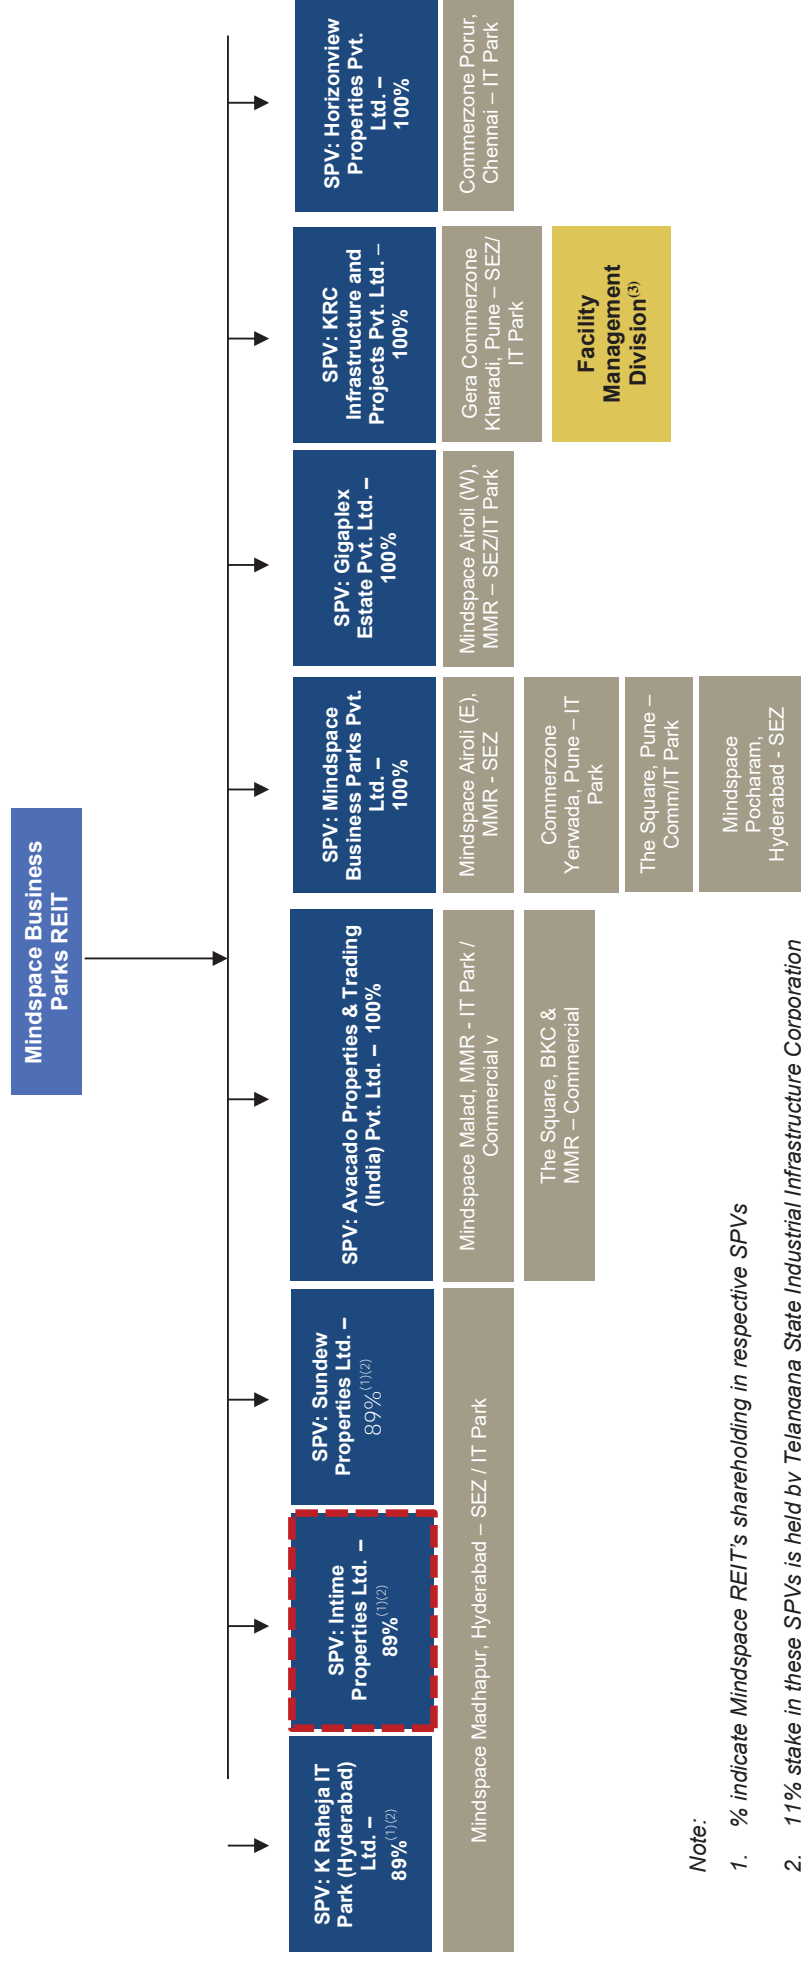 Mindspace Business
Parks REIT
SPV: K Raheja IT
Park (Hyderabad)
Ltd. –
89%(1)(2)
SPV: Intime
Properties Ltd. –
89%(1)(2)
SPV: Sundew
Properties Ltd. –
89%(1)(2)
SPV: Avacado Properties & Trading
(India) Pvt. Ltd. – 100%
SPV: Mindspace
Business Parks Pvt.
Ltd. –
100%
SPV: Gigaplex
Estate Pvt. Ltd. –
100%
SPV: KRC
Infrastructure and
Projects Pvt. Ltd. –
100%
SPV: Horizonview
Properties Pvt.
Ltd. –
100%
Mindspace Madhapur, Hyderabad – SEZ / IT Park
Mindspace Malad, MMR - IT Park /
Commercial v
The Square, BKC &
MMR – Commercial
Mindspace Airoli (E),
MMR - SEZ
Commerzone
Yerwada, Pune – IT
Park
The Square, Pune –
Comm/IT Park
Mindspace
Pocharam,
Hyderabad - SEZ
Mindspace Airoli (W),
MMR – SEZ/IT Park
Gera Commerzone
Kharadi, Pune – SEZ/
IT Park
Facility
Management
Division(3)
Commerzone Porur,
Chennai – IT Park
Note:
1. % indicate Mindspace REIT's shareholding in respective SPVs
2. 11% stake in these SPVs is held by Telangana State Industrial Infrastructure Corporation